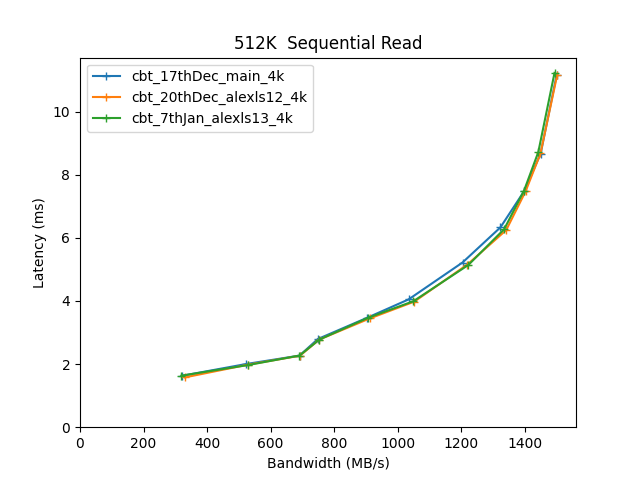 512K  Sequential Read
cbt_17thDec_main_4k
cbt_20thDec_alexls12_4k
cbt_7thJan_alexls13_4k
10
8
6
4
2
0
Latency (ms)
0 200 400 600 800 1000 1200 1400
Bandwidth (MB/s)